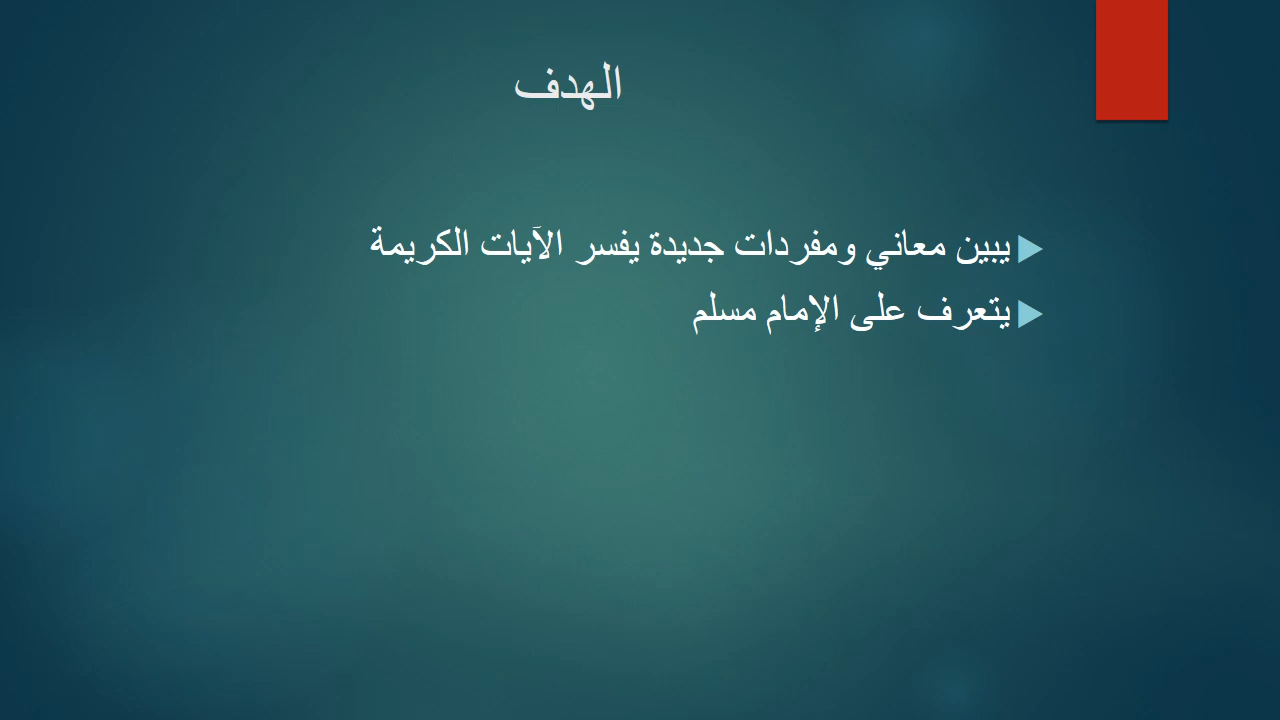 الهدف
يبين معاني ومفردات جديدة يفسر الآيات الكريمة
يتعرف على الإمام مسلم